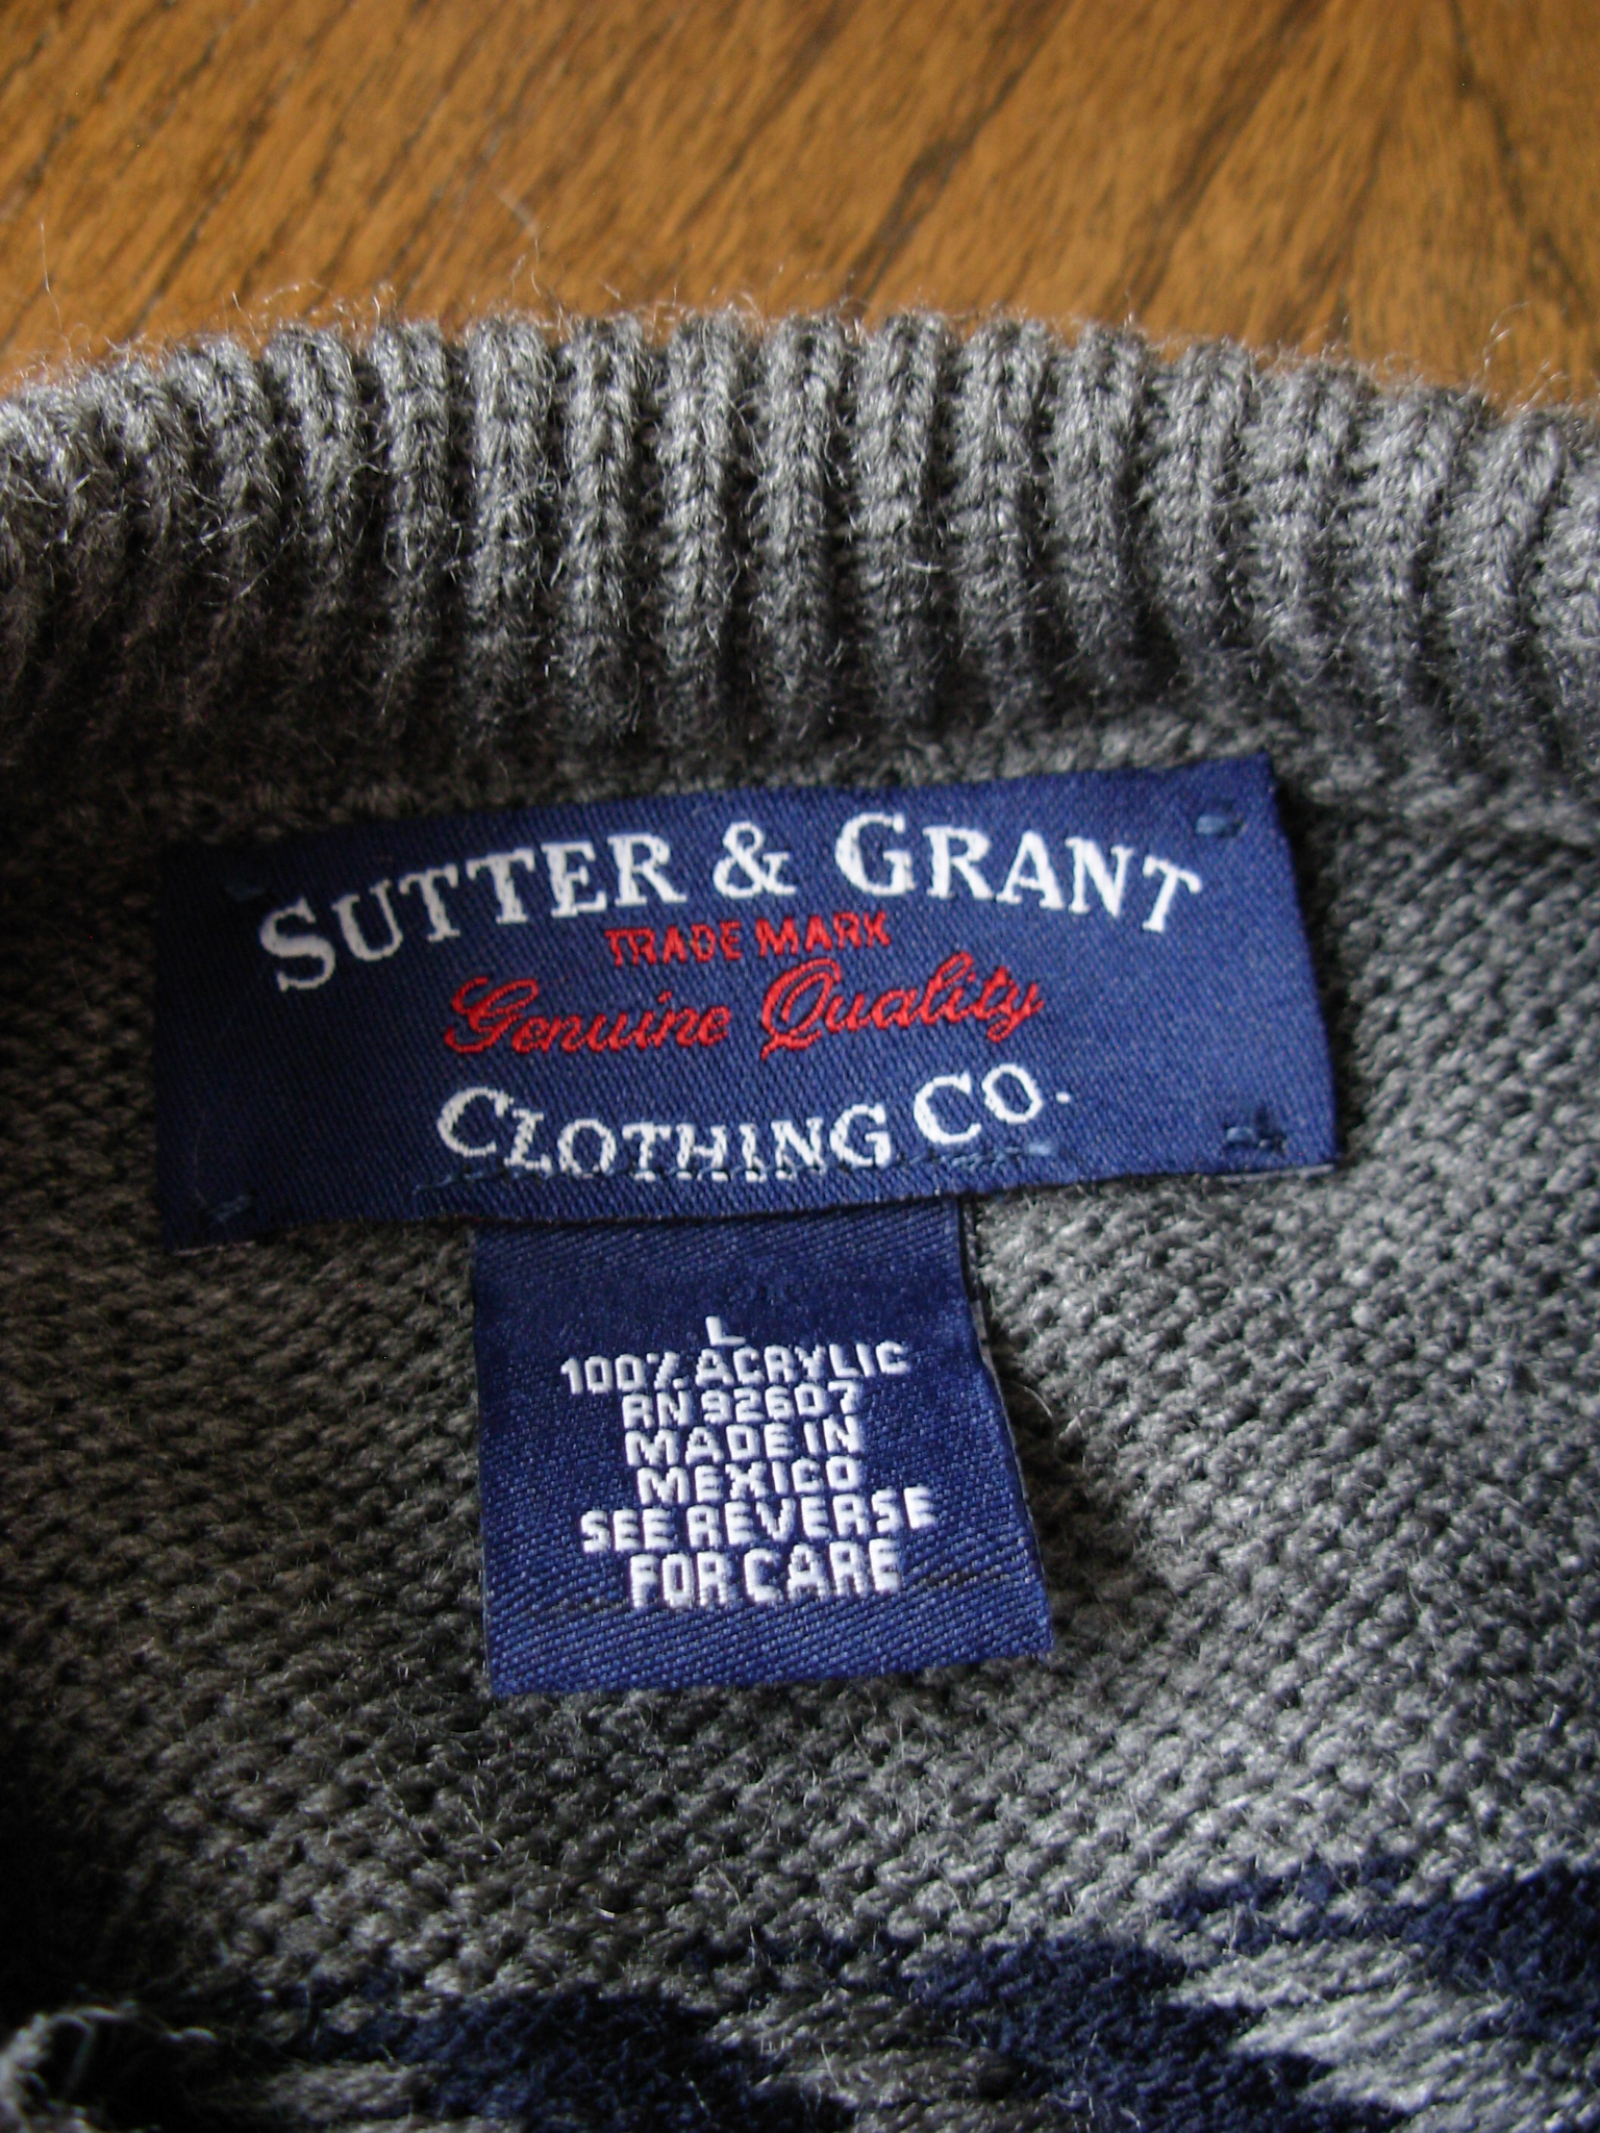 SUTTER & GRANT
TRADE MARK
Genuine Quality
CLOTHING CO.
L
100% ACRYLIC
RN 92607
MADE IN
MEXICO
SEE REVERSE
FOR CARE